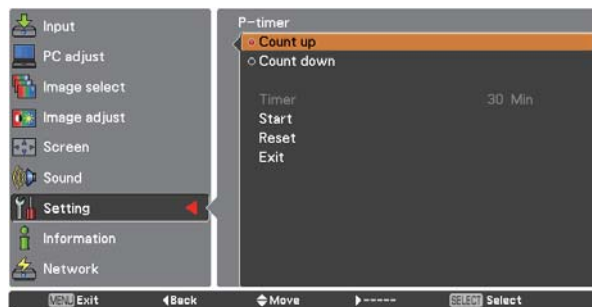 Input
PC adjust
Image select
Image adjust
Screen
Sound
Setting
Information
Network
P-timer
Count up
Count down
Timer 30 Min
Start
Reset
Exit
MENU Exit Back Move ----- SELECT Select